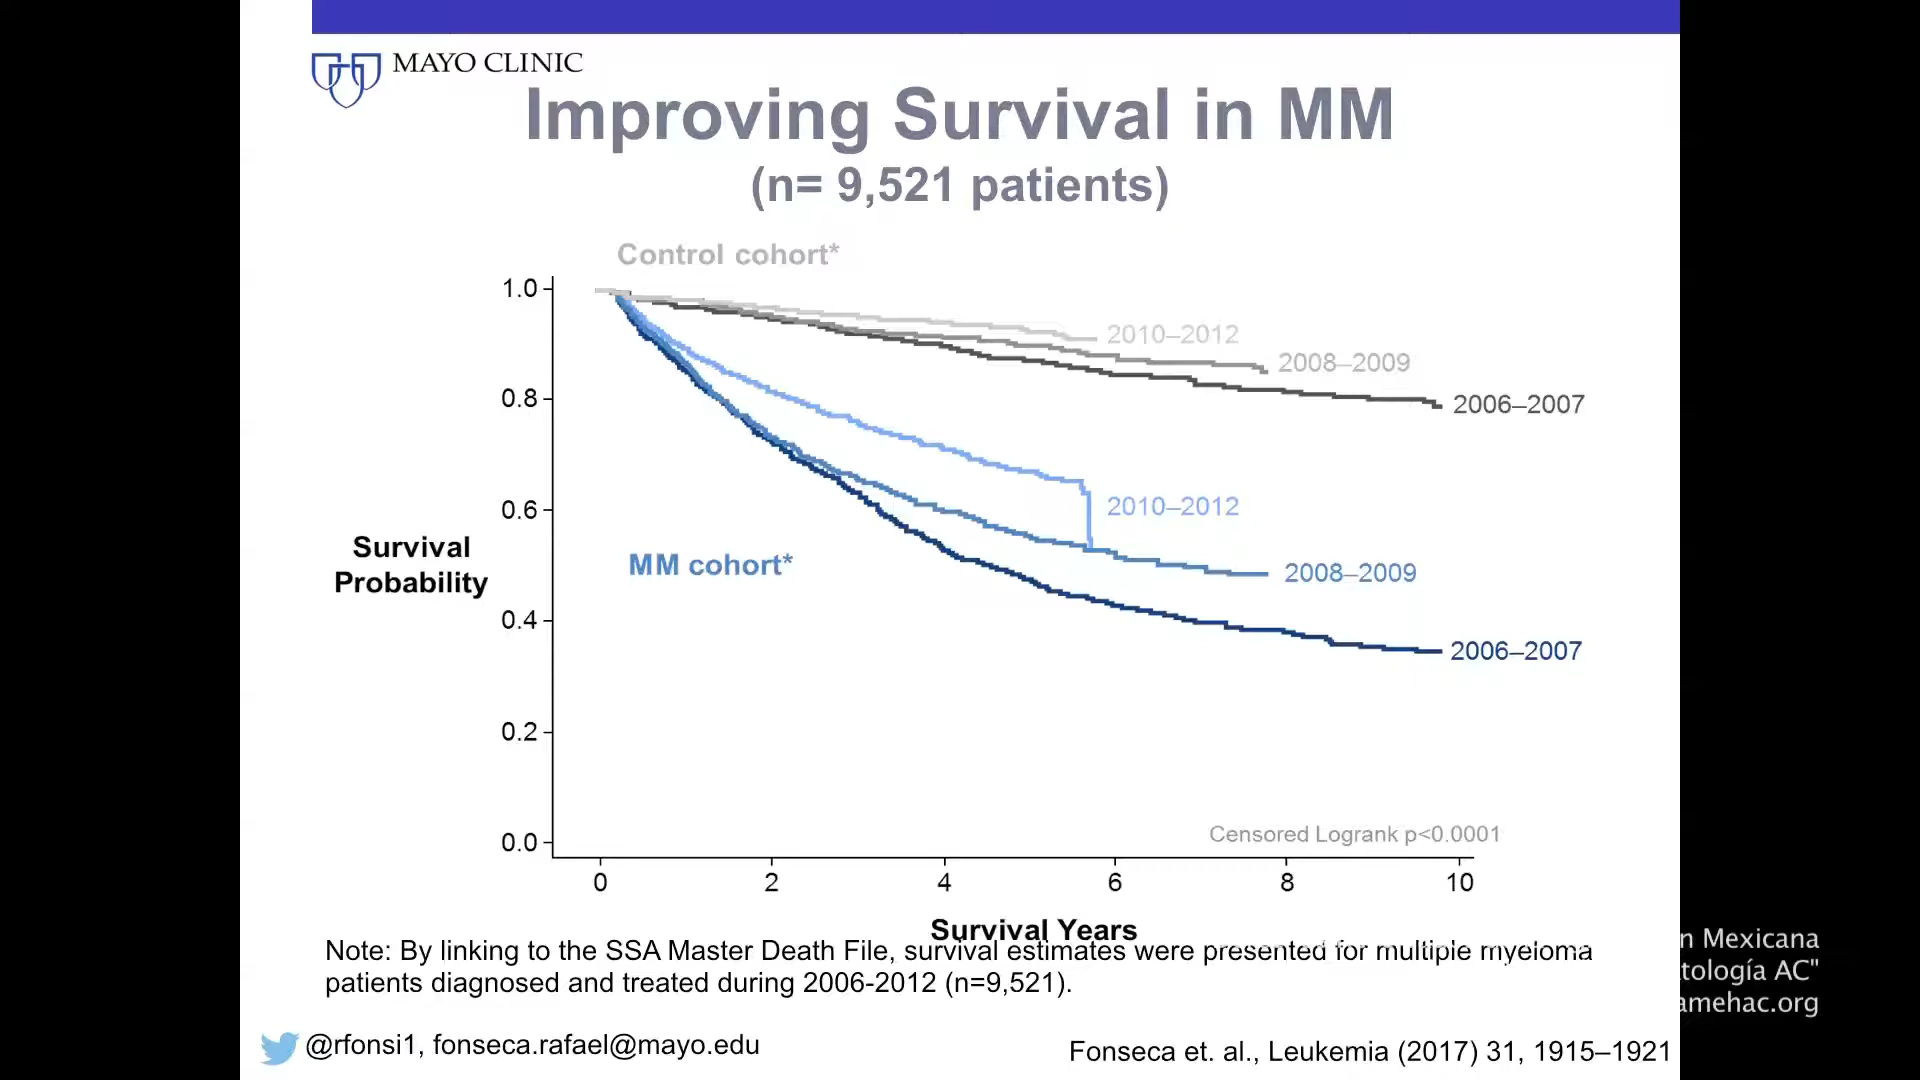 MAYO CLINIC
Improving Survival in MM
(n= 9,521 patients)
Control cohort*
1.0
2010–2012
2008–2009
0.8
2006–2007
0.6
2010–2012
Survival
Probability
MM cohort*
2008–2009
0.4
2006–2007
0.2
0.0
Censored Logrank p<0.0001
0 2 4 6 8 10
Survival Years
Note: By linking to the SSA Master Death File, survival estimates were presented for multiple myeloma
patients diagnosed and treated during 2006-2012 (n=9,521).
n Mexicana
tología AC"
amehac.org
@rfonsi1, fonseca.rafael@mayo.edu
Fonseca et. al., Leukemia (2017) 31, 1915–1921